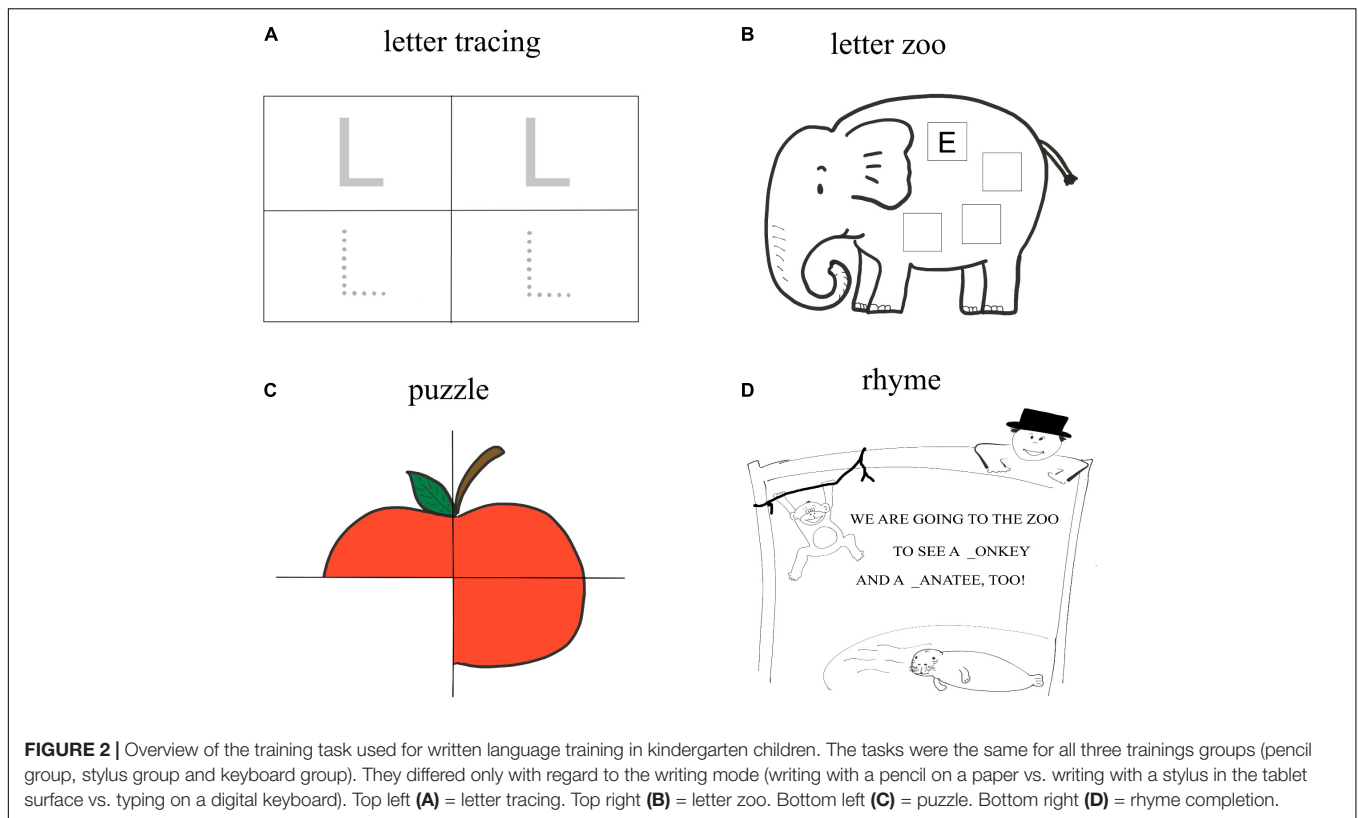 A
letter tracing
L L
L L
B
letter zoo
E
C
puzzle
D
rhyme
WE ARE GOING TO THE ZOO
TO SEE A _ONKEY
AND A _ANATEE, TOO!
FIGURE 2 | Overview of the training task used for written language training in kindergarten children. The tasks were the same for all three trainings groups (pencil
group, stylus group and keyboard group). They differed only with regard to the writing mode (writing with a pencil on a paper vs. writing with a stylus in the tablet
surface vs. typing on a digital keyboard). Top left (A) = letter tracing. Top right (B) = letter zoo. Bottom left (C) = puzzle. Bottom right (D) = rhyme completion.